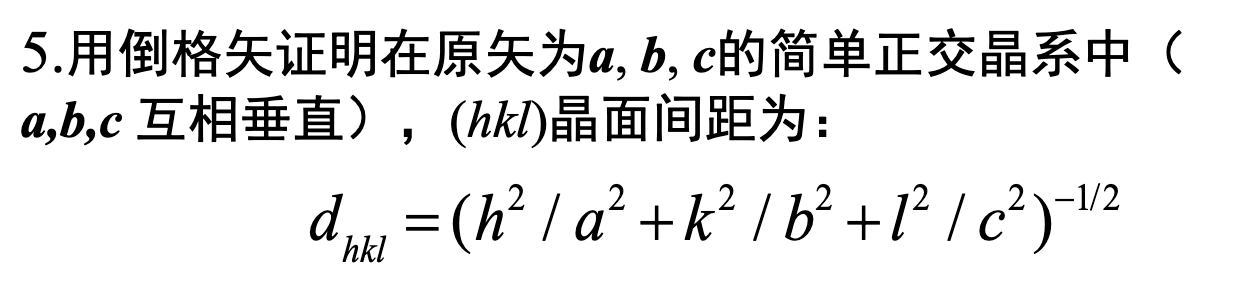 5.用倒格矢证明在原矢为a, b, c的简单正交晶系中（
a,b,c 互相垂直），(hkl)晶面间距为：
d_{hkl} = (h^2 / a^2 + k^2 / b^2 + l^2 / c^2)^{-1/2}